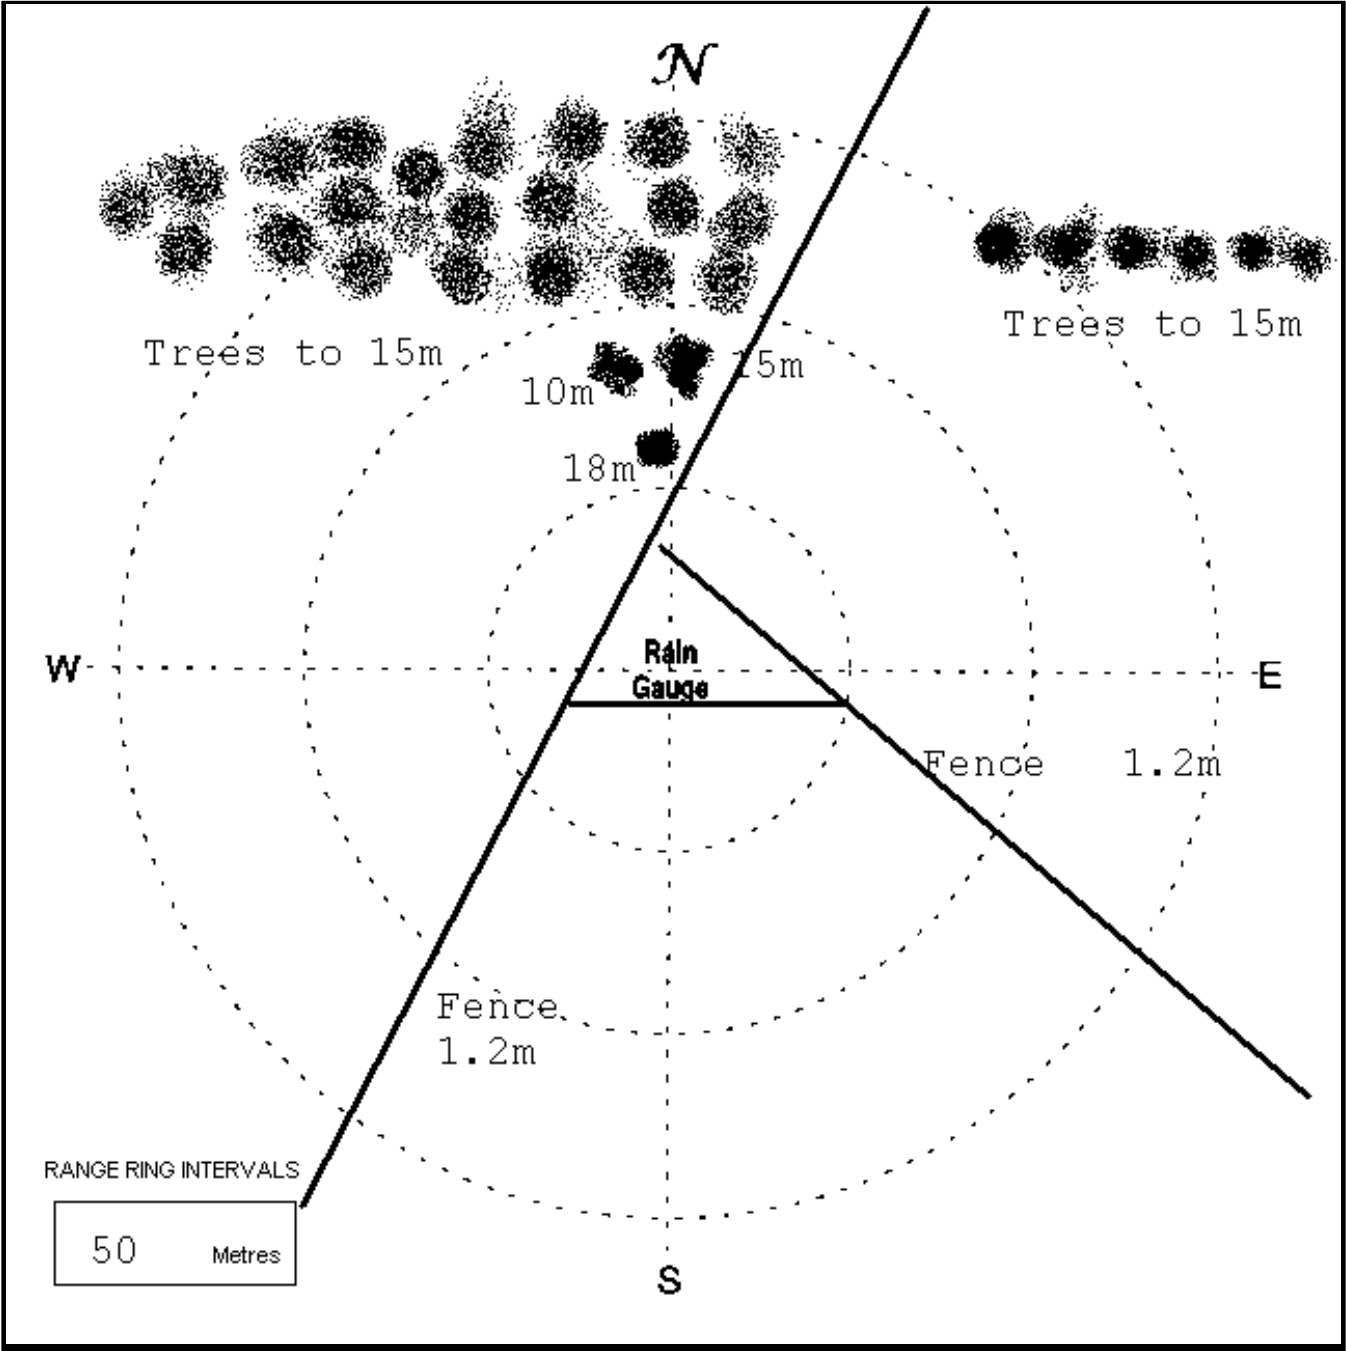 N
Trees to 15m
Trees to 15m
10m
15m
18m
W
Rain
Gauge
E
Fence 1.2m
Fence
1.2m
RANGE RING INTERVALS
50 Metres
S